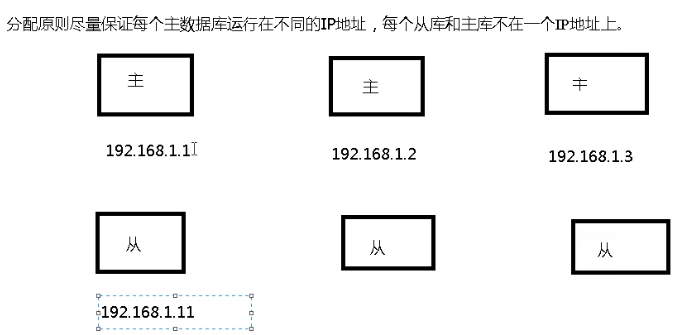 分配原则尽量保证每个主数据库运行在不同的IP地址，每个从库和主库不在一个IP地址上。
主
主
主
192.168.1.1
192.168.1.2
192.168.1.3
从
从
从
192.168.1.11